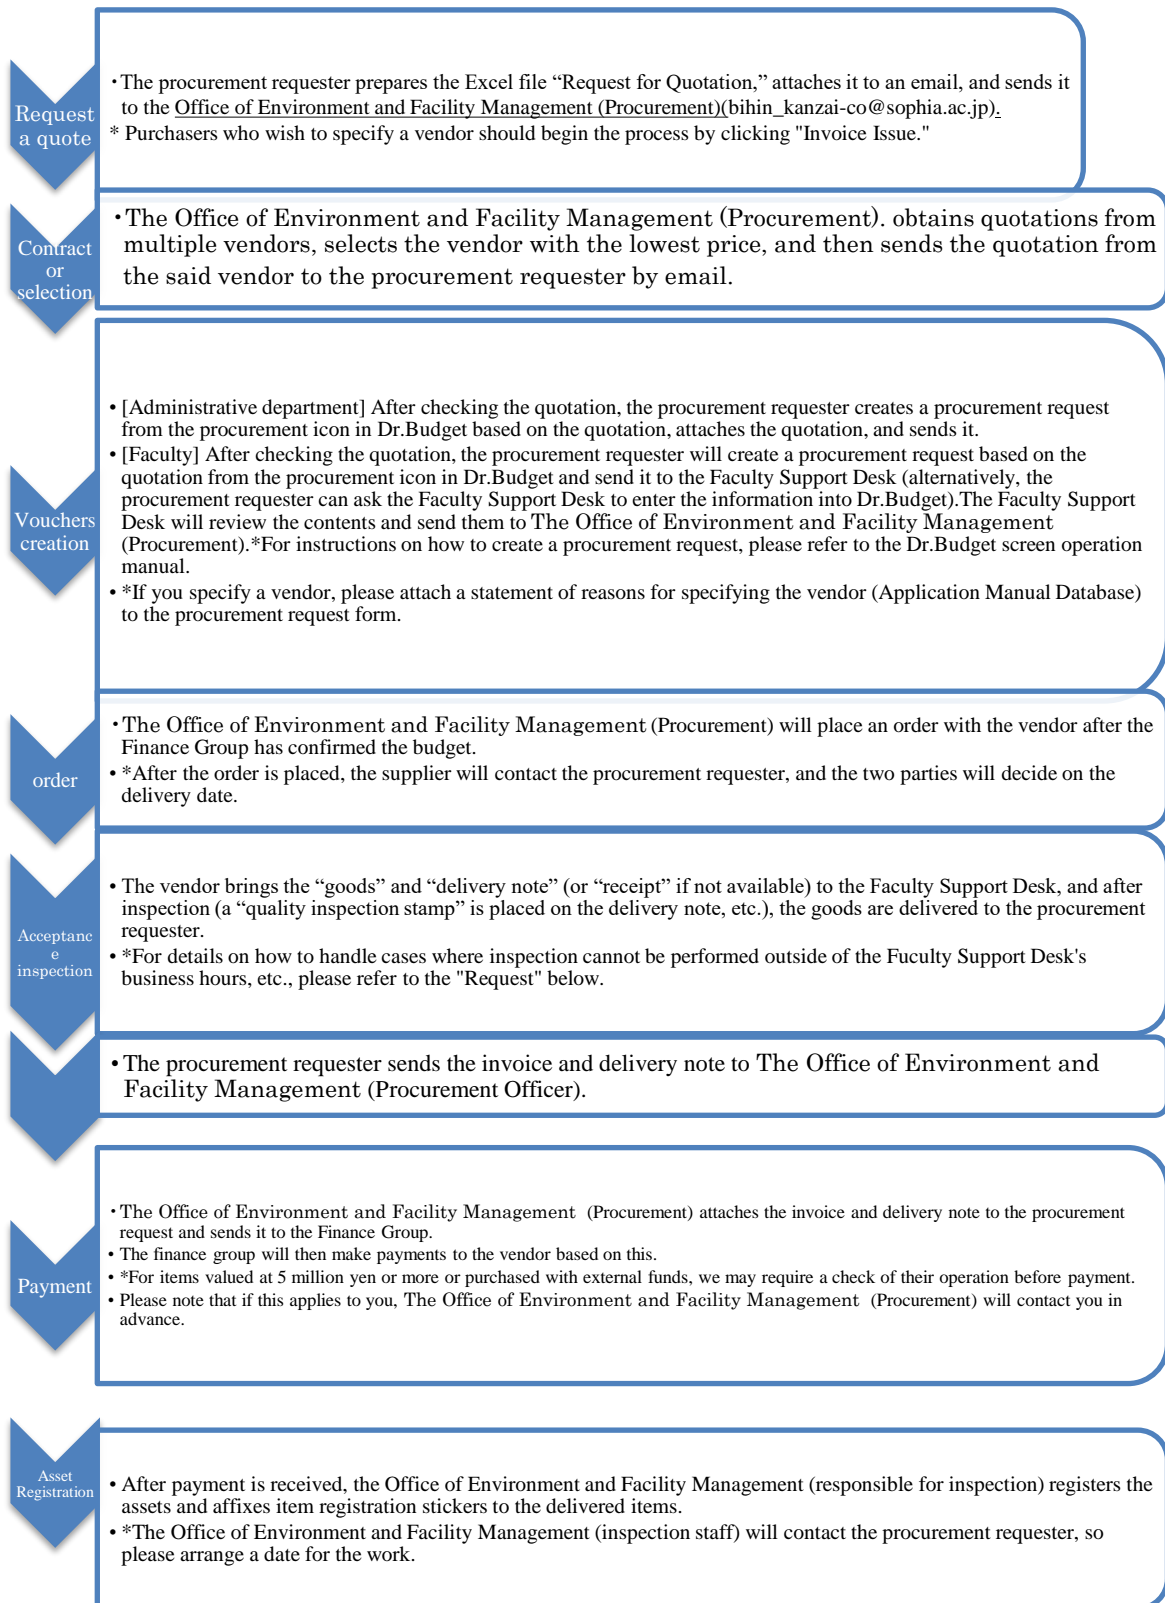 Request
a quote
・The procurement requester prepares the Excel file “Request for Quotation,” attaches it to an email, and sends it
to the Office of Environment and Facility Management (Procurement)(bihin_kanzai-co@sophia.ac.jp).
* Purchasers who wish to specify a vendor should begin the process by clicking "Invoice Issue."
Contract
or
selection
・The Office of Environment and Facility Management (Procurement). obtains quotations from
multiple vendors, selects the vendor with the lowest price, and then sends the quotation from
the said vendor to the procurement requester by email.
Vouchers
creation
• [Administrative department] After checking the quotation, the procurement requester creates a procurement request
from the procurement icon in Dr.Budget based on the quotation, attaches the quotation, and sends it.
• [Faculty] After checking the quotation, the procurement requester will create a procurement request based on the
quotation from the procurement icon in Dr.Budget and send it to the Faculty Support Desk (alternatively, the
procurement requester can ask the Faculty Support Desk to enter the information into Dr.Budget).The Faculty Support
Desk will review the contents and send them to The Office of Environment and Facility Management
(Procurement).*For instructions on how to create a procurement request, please refer to the Dr.Budget screen operation
manual.
• *If you specify a vendor, please attach a statement of reasons for specifying the vendor (Application Manual Database)
to the procurement request form.
order
・The Office of Environment and Facility Management (Procurement) will place an order with the vendor after the
Finance Group has confirmed the budget.
• *After the order is placed, the supplier will contact the procurement requester, and the two parties will decide on the
delivery date.
Acceptanc
e
inspection
• The vendor brings the “goods” and “delivery note” (or “receipt” if not available) to the Faculty Support Desk, and after
inspection (a “quality inspection stamp” is placed on the delivery note, etc.), the goods are delivered to the procurement
requester.
• *For details on how to handle cases where inspection cannot be performed outside of the Fuculty Support Desk's
business hours, etc., please refer to the "Request" below.
• The procurement requester sends the invoice and delivery note to The Office of Environment and
Facility Management (Procurement Officer).
Payment
・The Office of Environment and Facility Management (Procurement) attaches the invoice and delivery note to the procurement
request and sends it to the Finance Group.
• The finance group will then make payments to the vendor based on this.
• *For items valued at 5 million yen or more or purchased with external funds, we may require a check of their operation before payment.
• Please note that if this applies to you, The Office of Environment and Facility Management (Procurement) will contact you in
advance.
Asset
Registration
• After payment is received, the Office of Environment and Facility Management (responsible for inspection) registers the
assets and affixes item registration stickers to the delivered items.
• *The Office of Environment and Facility Management (inspection staff) will contact the procurement requester, so
please arrange a date for the work.